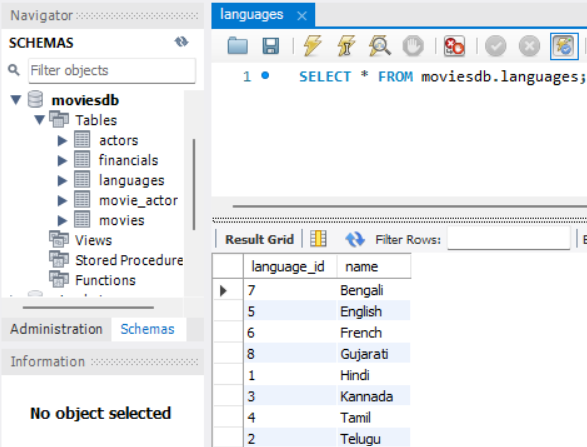 Navigator
SCHEMAS
Filter objects
moviesdb
Tables
actors
financials
languages
movie_actor
movies
Views
Stored Procedure
Functions
Administration Schemas
Information
No object selected
languages
1 SELECT * FROM moviesdb.languages;
Result Grid Filter Rows:
language_id name
7 Bengali
5 English
6 French
8 Gujarati
1 Hindi
3 Kannada
4 Tamil
2 Telugu